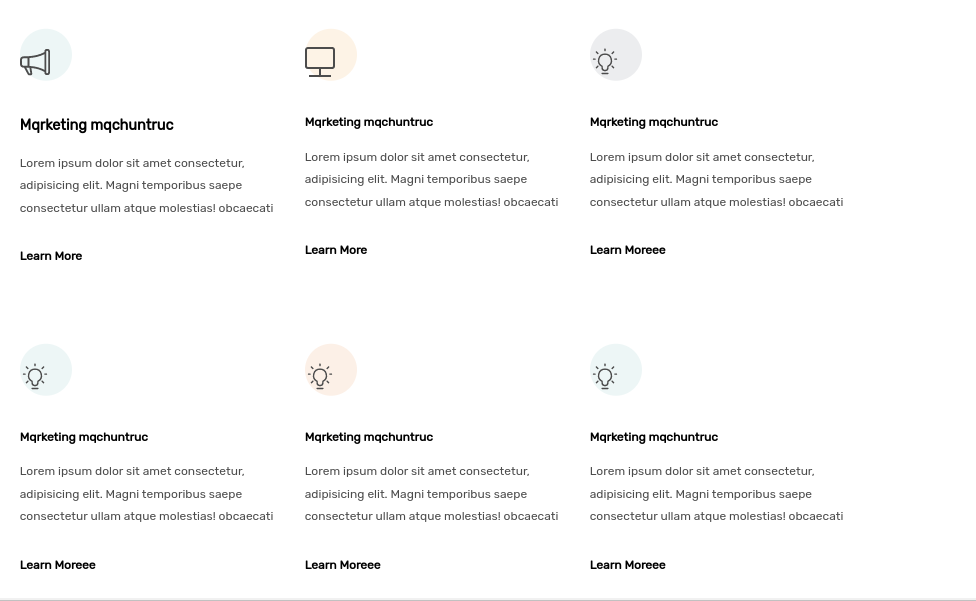 Mqrketing mqchuntruc
Lorem ipsum dolor sit amet consectetur,
adipisicing elit. Magni temporibus saepe
consectetur ullam atque molestias! obcaecati
Learn More
Mqrketing mqchuntruc
Lorem ipsum dolor sit amet consectetur,
adipisicing elit. Magni temporibus saepe
consectetur ullam atque molestias! obcaecati
Learn More
Mqrketing mqchuntruc
Lorem ipsum dolor sit amet consectetur,
adipisicing elit. Magni temporibus saepe
consectetur ullam atque molestias! obcaecati
Learn Moreee
Mqrketing mqchuntruc
Lorem ipsum dolor sit amet consectetur,
adipisicing elit. Magni temporibus saepe
consectetur ullam atque molestias! obcaecati
Learn Moreee
Mqrketing mqchuntruc
Lorem ipsum dolor sit amet consectetur,
adipisicing elit. Magni temporibus saepe
consectetur ullam atque molestias! obcaecati
Learn Moreee
Mqrketing mqchuntruc
Lorem ipsum dolor sit amet consectetur,
adipisicing elit. Magni temporibus saepe
consectetur ullam atque molestias! obcaecati
Learn Moreee